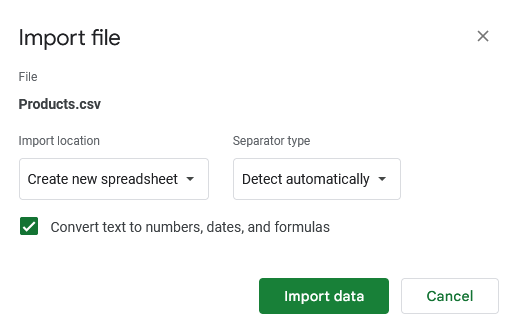 Import file
File
Products.csv
Import location
Separator type
Create new spreadsheet
Detect automatically
Convert text to numbers, dates, and formulas
Import data
Cancel